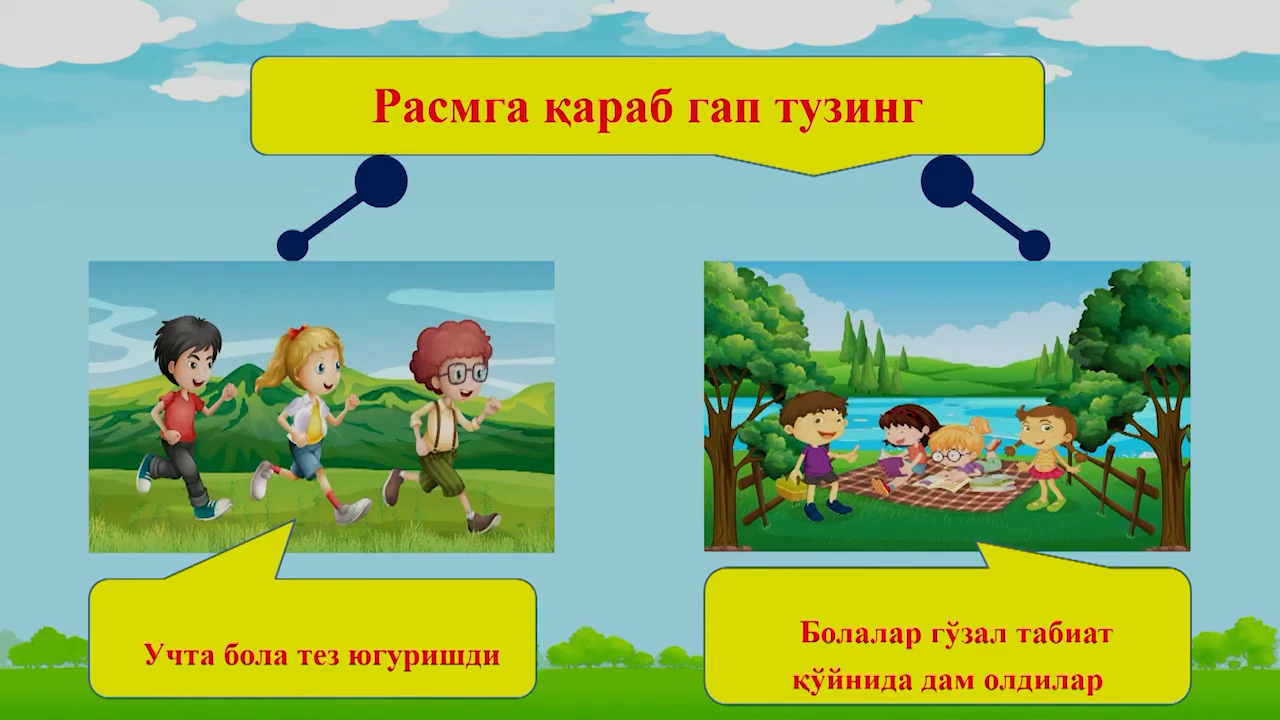 Расмга қараб гап тузинг
Учта бола тез югуришди
Болалар гўзал табиат
қўйнида дам олдилар